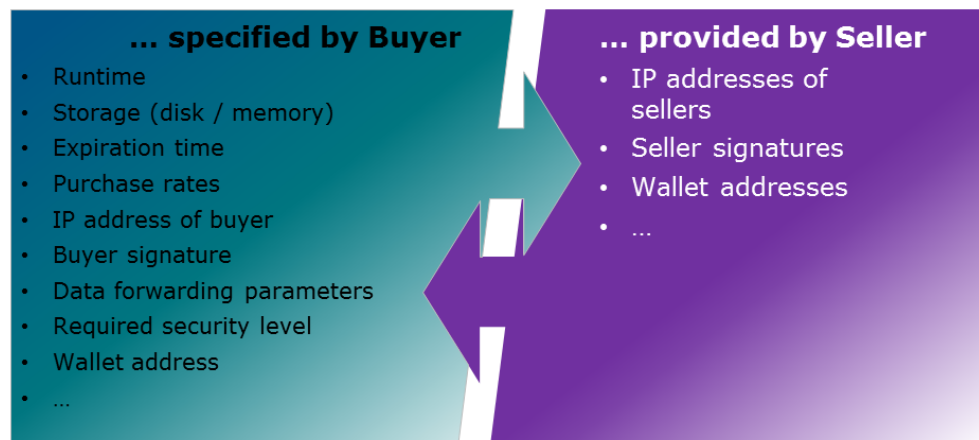 ... specified by Buyer
• Runtime
• Storage (disk / memory)
• Expiration time
• Purchase rates
• IP address of buyer
• Buyer signature
• Data forwarding parameters
• Required security level
• Wallet address
• ...
... provided by Seller
• IP addresses of
sellers
• Seller signatures
• Wallet addresses
• ...